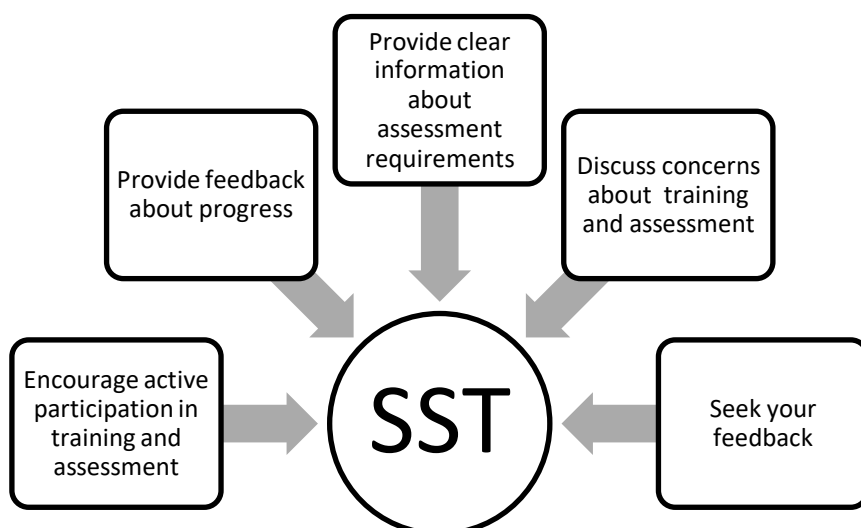 Provide clear
information
about
assessment
requirements
Provide feedback
about progress
Discuss concerns
about  training
and assessment
Encourage active
participation in
training and
assessment
SST
Seek your
feedback